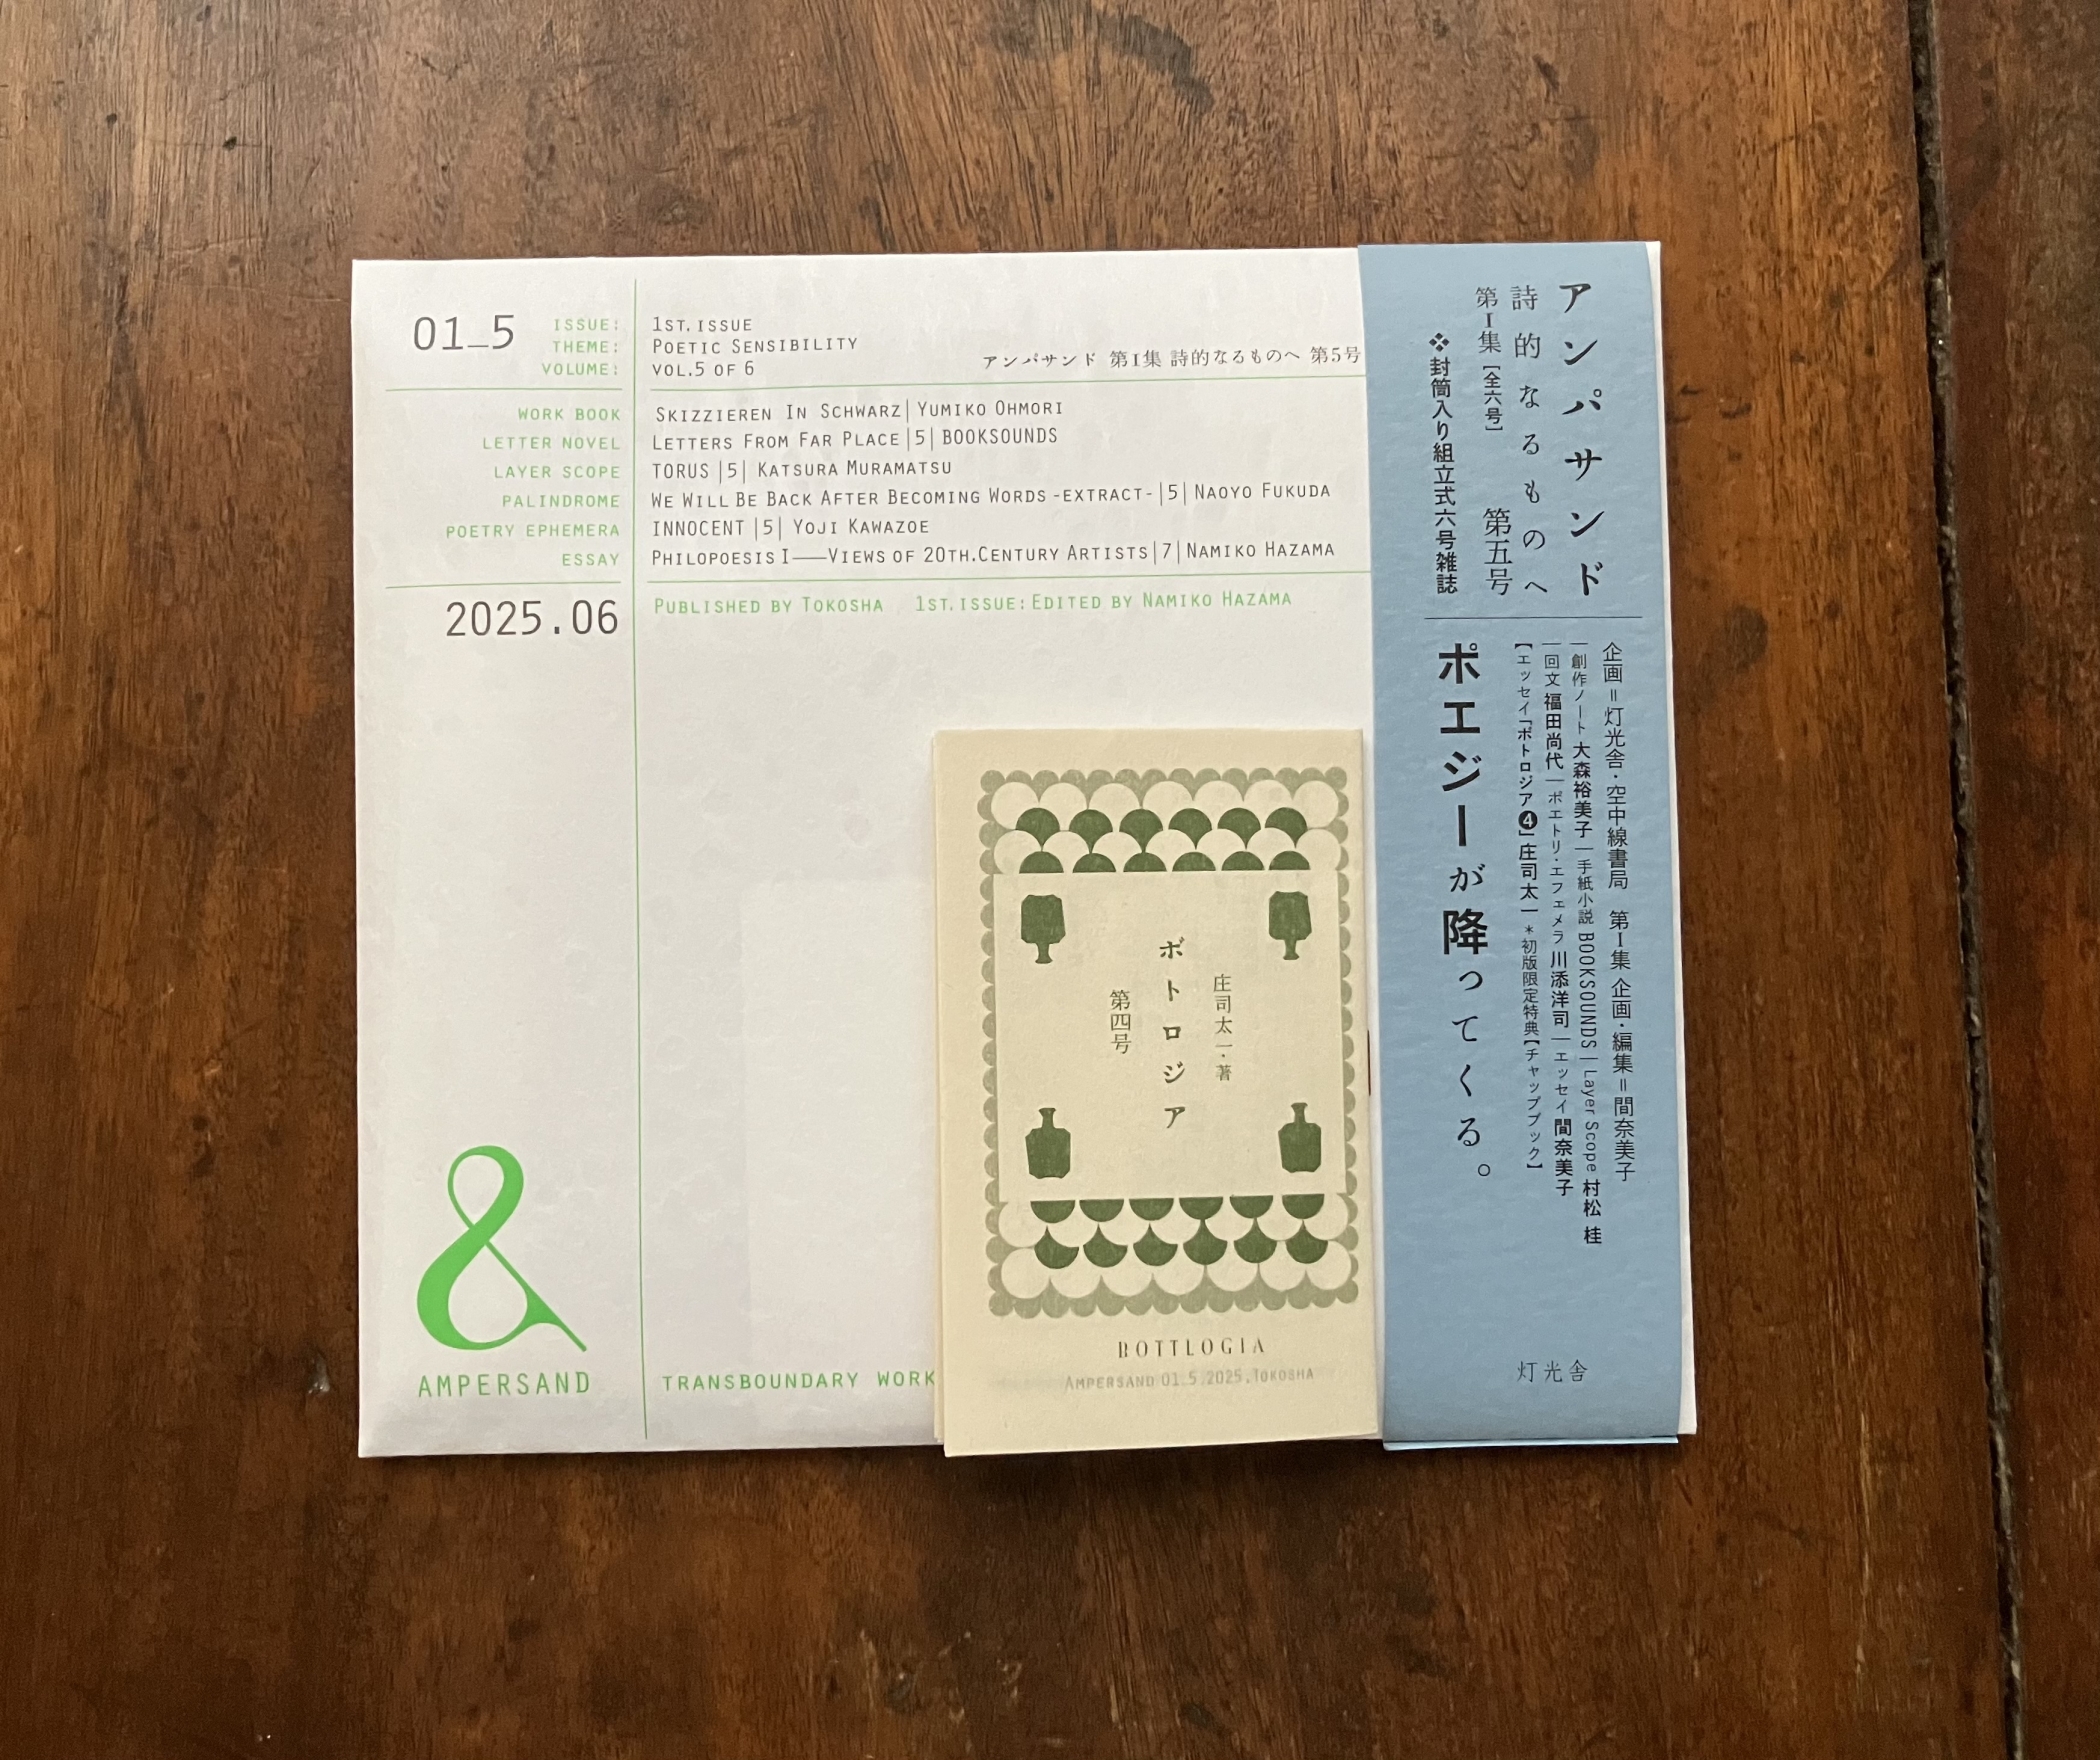 01_5
ISSUE: 1ST. ISSUE
THEME: POETIC SENSIBILITY
VOLUME: VOL.5 OF 6
アンパサンド 第I集 詩的なるものへ 第5号
WORK BOOK SKIZZIEREN IN SCHWARZ|YUMIKO OHMORI
LETTER NOVEL LETTERS FROM FAR PLACE|5|BOOKSOUNDS
LAYER SCOPE TORUS |5| KATSURA MURAMATSU
PALINDROME WE WILL BE BACK AFTER BECOMING WORDS -EXTRACT-|5|NAOYO FUKUDA
POETRY EPHEMERA INNOCENT |5| YOJI KAWAZOE
ESSAY PHILOPOESIS I——VIEWS OF 20TH.CENTURY ARTISTS|7|NAMIKO HAZAMA
2025.06
PUBLISHED BY TOKOSHA 1ST. ISSUE: EDITED BY NAMIKO HAZAMA
&
AMPERSAND
TRANSBOUNDARY WORK
庄司太一・著
ボトロジア
第四号
BOTTLOGIA
AMPERSAND 01_5 2025, TOKOSHA
アンパサンド
詩的なるものへ
第I集［全六号］ 第五号
❖封筒入り組立式六号雑誌
企画＝灯光舎・空中線書局 第I集 企画・編集＝間奈美子
｜創作ノート 大森裕美子｜手紙小説 BOOKSOUNDS｜Layer Scope 村松 桂
｜回文 福田尚代｜ポエトリ・エフェメラ 川添洋司｜エッセイ 間奈美子
【エッセイ「ボトロジア❹」庄司太一 *初版限定特典【チャップブック】
ポエジーが降ってくる。
灯光舎